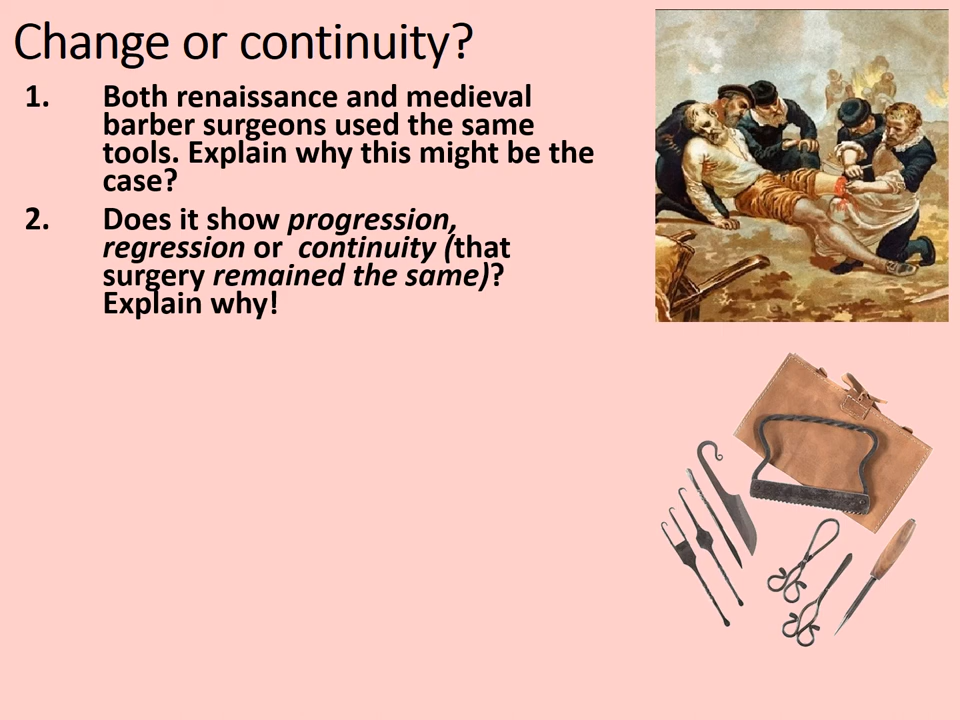 Change or continuity?
1. Both renaissance and medieval
barber surgeons used the same
tools. Explain why this might be the
case?
2. Does it show progression,
regression or continuity (that
surgery remained the same)?
Explain why!